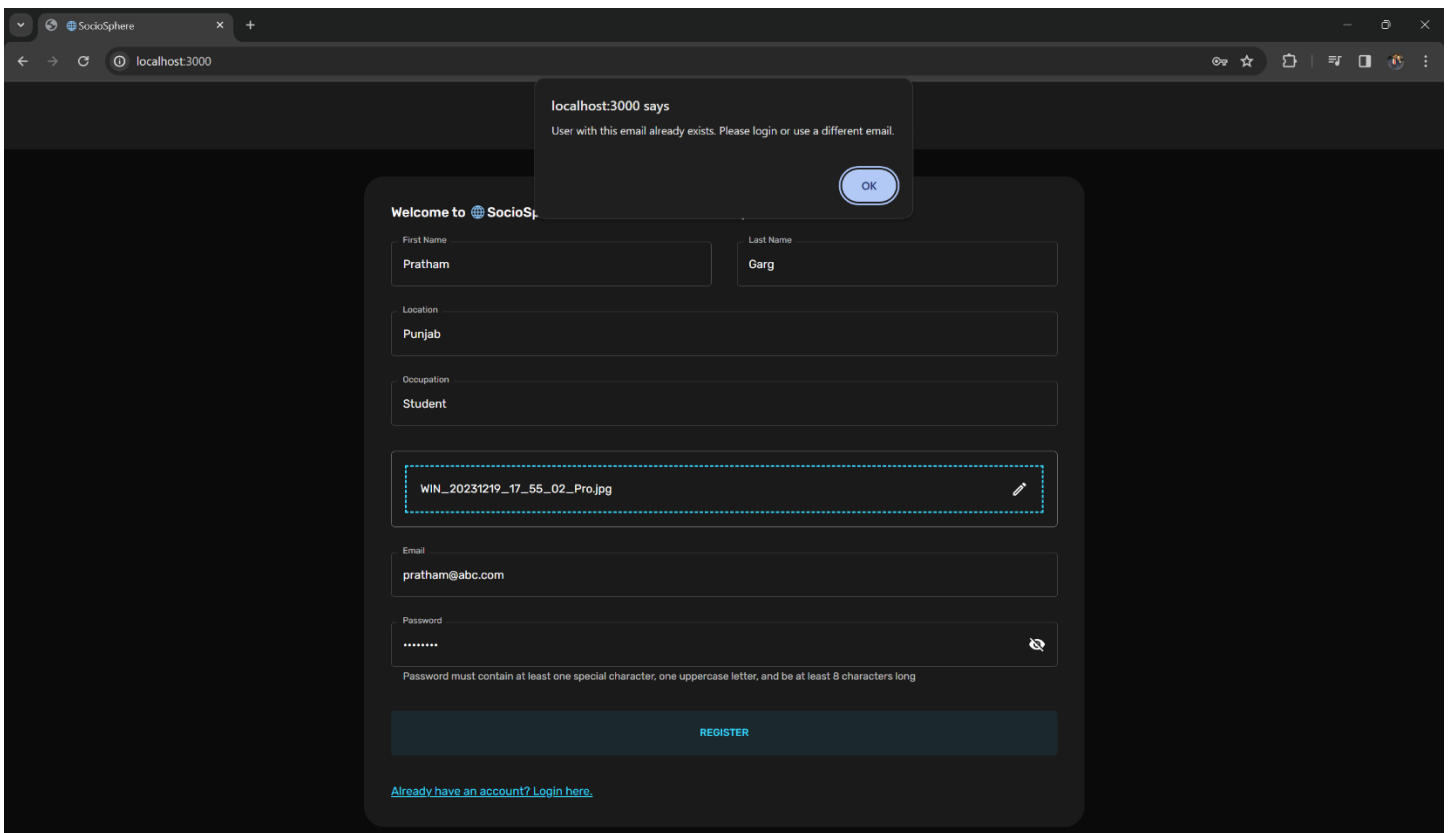 SocioSphere
localhost:3000
localhost:3000 says
User with this email already exists. Please login or use a different email.
OK
Welcome to SocioSp
First Name
Pratham
Last Name
Garg
Location
Punjab
Occupation
Student
WIN_20231219_17_55_02_Pro.jpg
Email
pratham@abc.com
Password
••••••••
Password must contain at least one special character, one uppercase letter, and be at least 8 characters long
REGISTER
Already have an account? Login here.